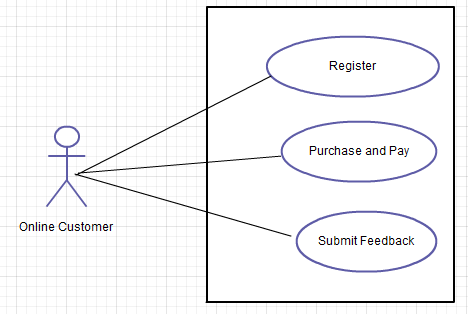 Register
Purchase and Pay
Online Customer
Submit Feedback